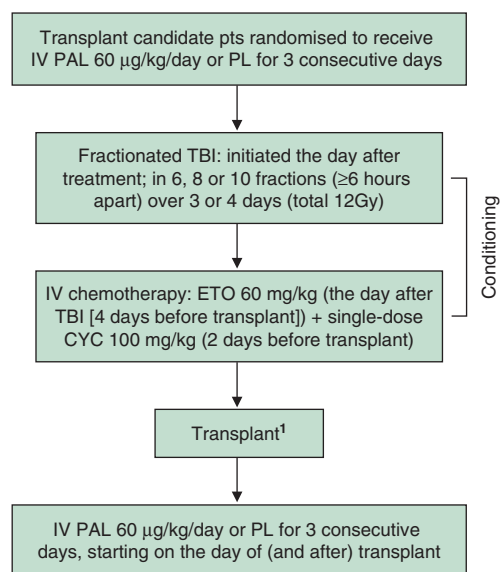 Transplant candidate pts randomised to receive
IV PAL 60 μg/kg/day or PL for 3 consecutive days
Fractionated TBI: initiated the day after
treatment; in 6, 8 or 10 fractions (≥6 hours
apart) over 3 or 4 days (total 12Gy)
Conditioning
IV chemotherapy: ETO 60 mg/kg (the day after
TBI [4 days before transplant]) + single-dose
CYC 100 mg/kg (2 days before transplant)
Transplant¹
IV PAL 60 μg/kg/day or PL for 3 consecutive
days, starting on the day of (and after) transplant